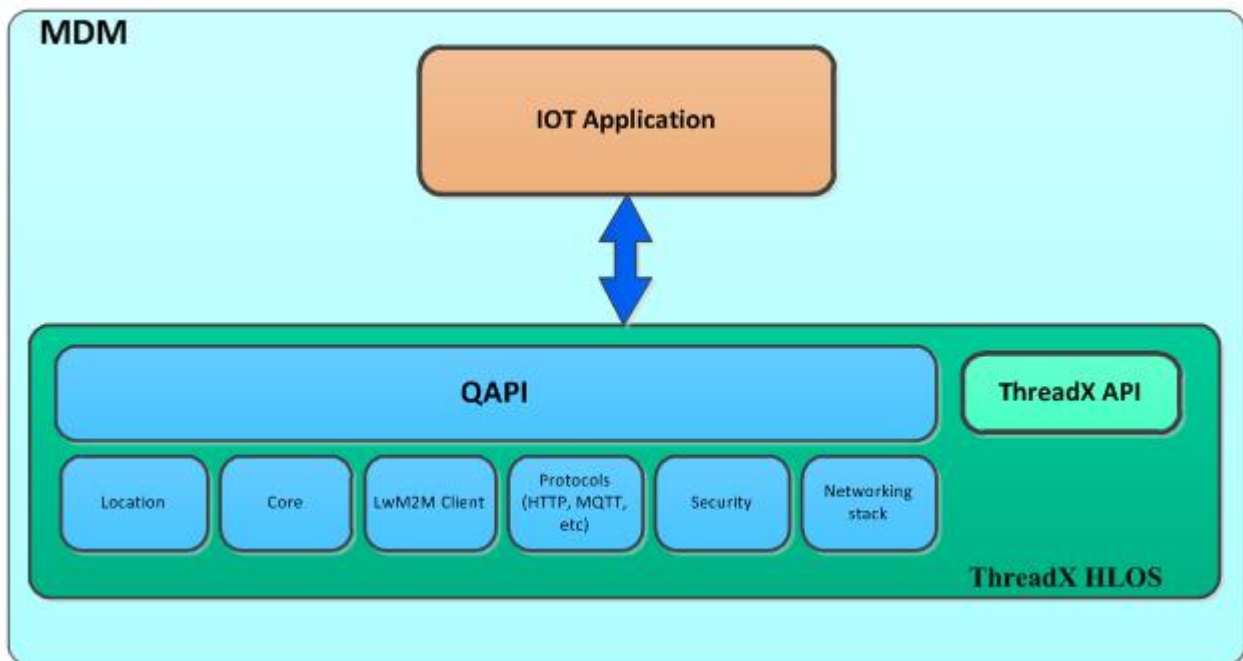 MDM
IOT Application
QAPI
ThreadX API
Location
Core
LwM2M Client
Protocols
(HTTP, MQTT,
etc)
Security
Networking
stack
ThreadX HLOS